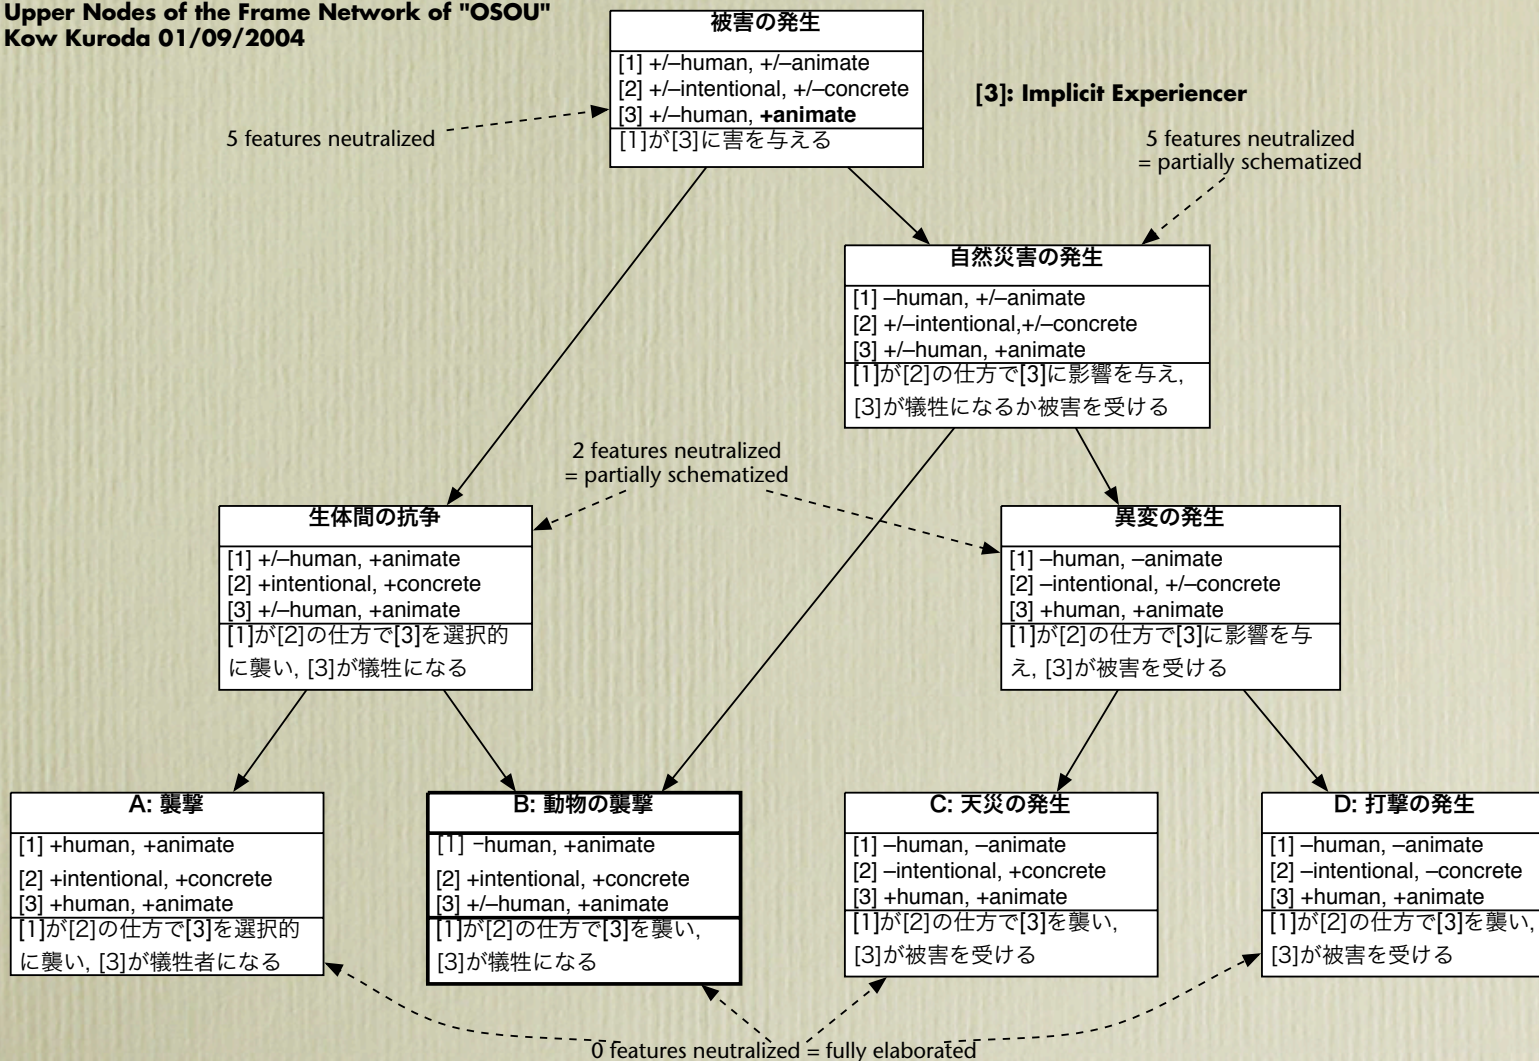 Upper Nodes of the Frame Network of "OSOU"
Kow Kuroda 01/09/2004
被害の発生
[1] +/–human, +/–animate
[2] +/–intentional, +/–concrete
[3] +/–human, +animate
[1]が[3]に害を与える
[3]: Implicit Experiencer
5 features neutralized
5 features neutralized
= partially schematized
自然災害の発生
[1] –human, +/–animate
[2] +/–intentional,+/–concrete
[3] +/–human, +animate
[1]が[2]の仕方で[3]に影響を与え,
[3]が犠牲になるか被害を受ける
2 features neutralized
= partially schematized
生体間の抗争
[1] +/–human, +animate
[2] +intentional, +concrete
[3] +/–human, +animate
[1]が[2]の仕方で[3]を選択的
に襲い, [3]が犠牲になる
異変の発生
[1] –human, –animate
[2] –intentional, +/–concrete
[3] +human, +animate
[1]が[2]の仕方で[3]に影響を与
え, [3]が被害を受ける
A: 襲撃
[1] +human, +animate
[2] +intentional, +concrete
[3] +human, +animate
[1]が[2]の仕方で[3]を選択的
に襲い, [3]が犠牲者になる
B: 動物の襲撃
[1] –human, +animate
[2] +intentional, +concrete
[3] +/–human, +animate
[1]が[2]の仕方で[3]を襲い,
[3]が犠牲になる
C: 天災の発生
[1] –human, –animate
[2] –intentional, +concrete
[3] +human, +animate
[1]が[2]の仕方で[3]を襲い,
[3]が被害を受ける
D: 打撃の発生
[1] –human, –animate
[2] –intentional, –concrete
[3] +human, +animate
[1]が[2]の仕方で[3]を襲い,
[3]が被害を受ける
0 features neutralized = fully elaborated